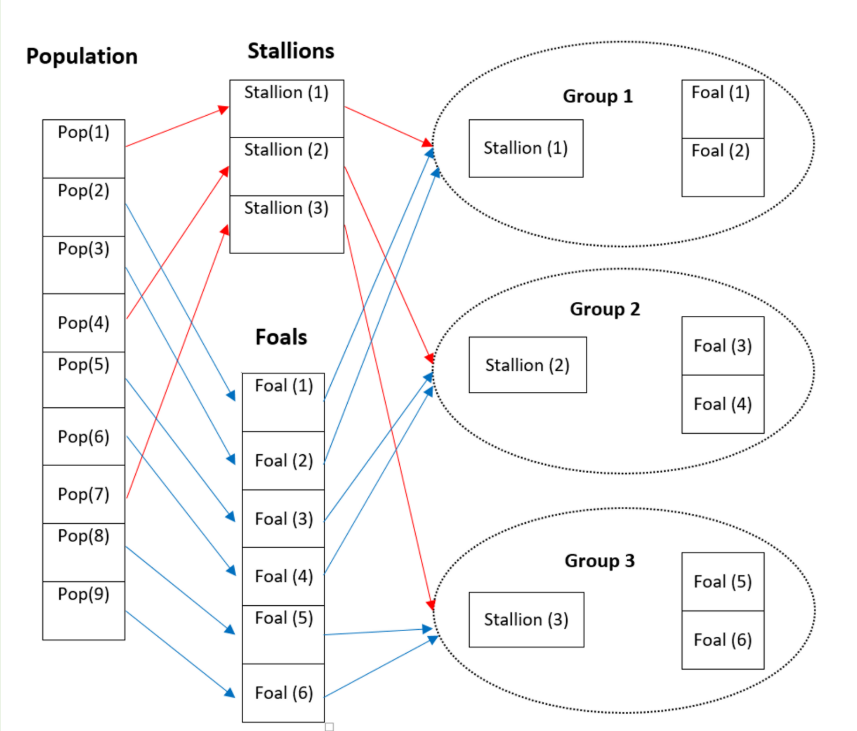 Population
Pop(1)
Pop(2)
Pop(3)
Pop(4)
Pop(5)
Pop(6)
Pop(7)
Pop(8)
Pop(9)
Stallions
Stallion (1)
Stallion (2)
Stallion (3)
Foals
Foal (1)
Foal (2)
Foal (3)
Foal (4)
Foal (5)
Foal (6)
Group 1
Stallion (1)
Foal (1)
Foal (2)
Group 2
Stallion (2)
Foal (3)
Foal (4)
Group 3
Stallion (3)
Foal (5)
Foal (6)